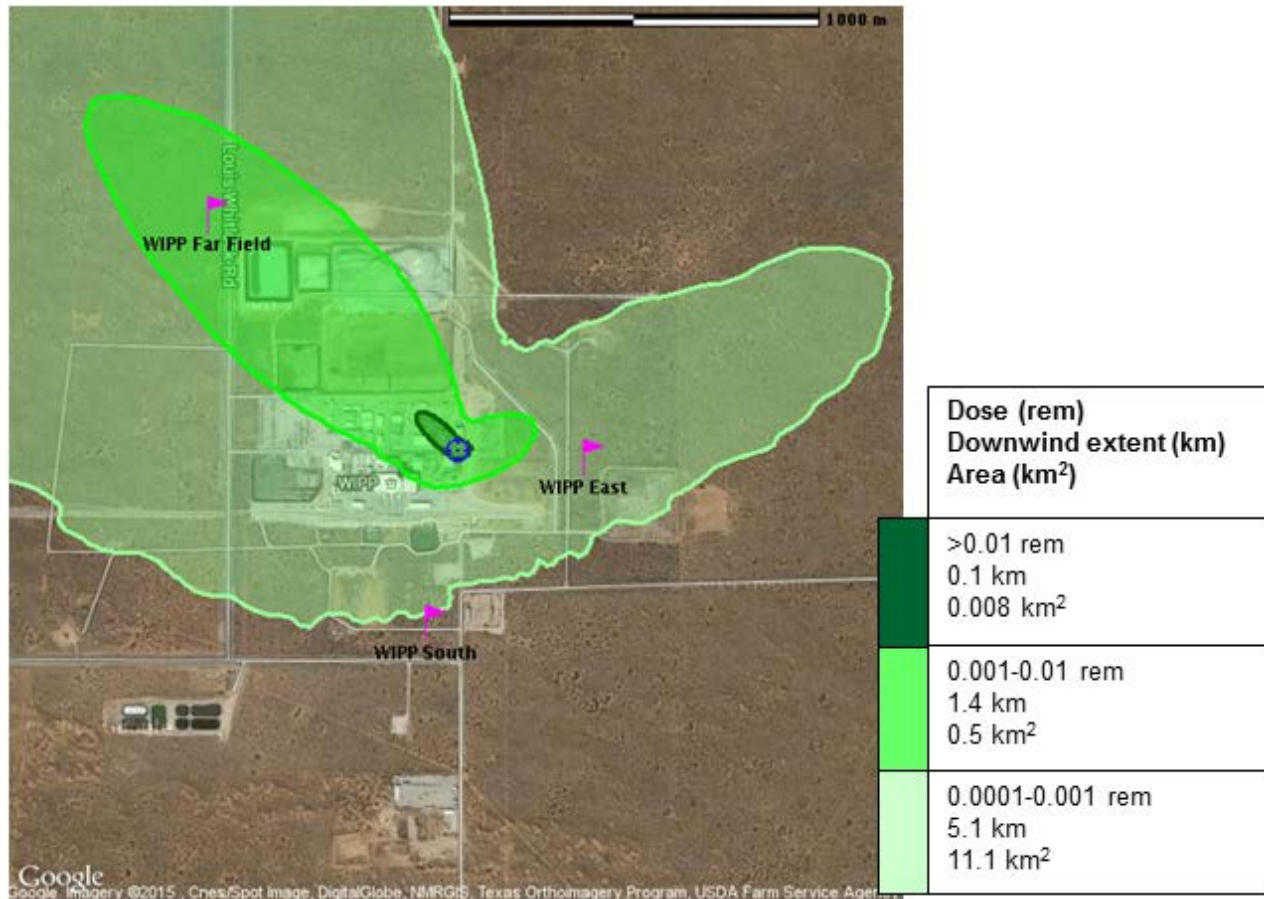 1000 m
Louis Whitlock Rd
WIPP Far Field
WIPP
WIPP East
WIPP South
Google
Google Imagery ©2015 , Cnes/Spot Image, DigitalGlobe, NMRGIS, Texas Orthoimagery Program, USDA Farm Service Agency
Dose (rem)
Downwind extent (km)
Area (km²)
>0.01 rem
0.1 km
0.008 km²
0.001-0.01 rem
1.4 km
0.5 km²
0.0001-0.001 rem
5.1 km
11.1 km²